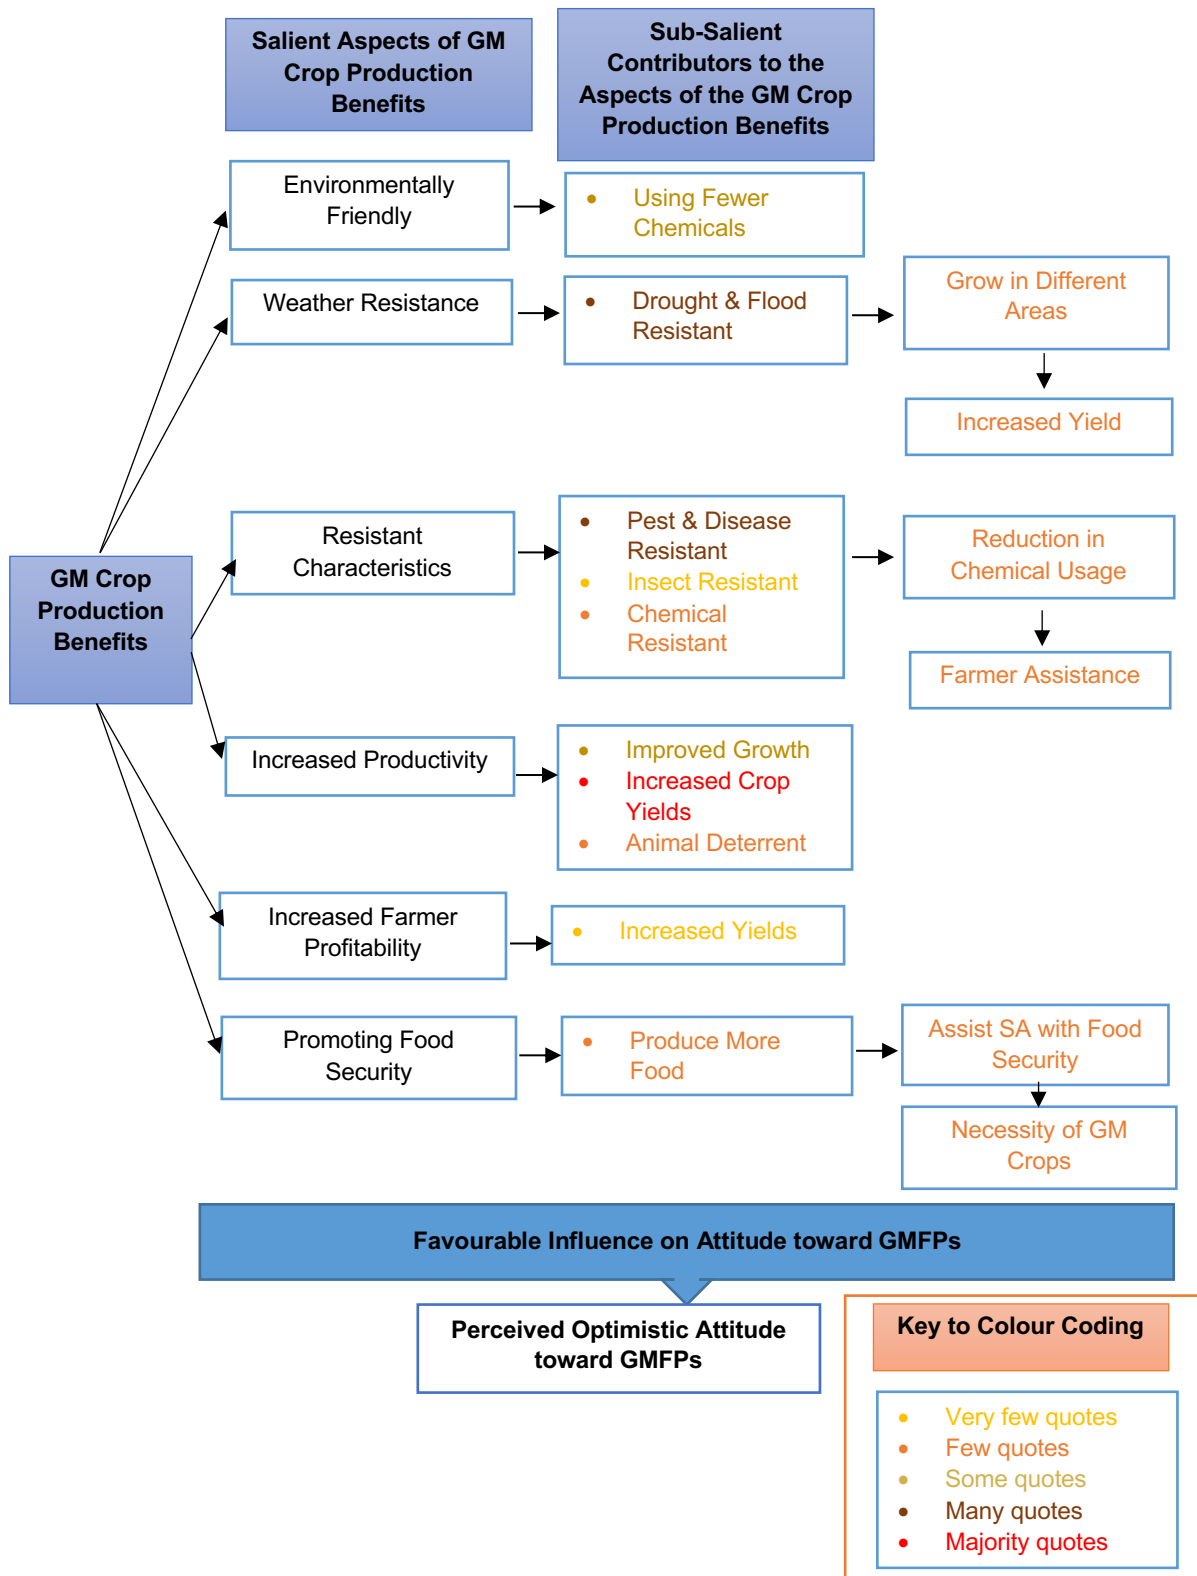 Salient Aspects of GM
Crop Production
Benefits
Sub-Salient
Contributors to the
Aspects of the GM Crop
Production Benefits
Environmentally
Friendly
• Using Fewer
Chemicals
Weather Resistance
• Drought & Flood
Resistant
Grow in Different
Areas
Increased Yield
GM Crop
Production
Benefits
Resistant
Characteristics
• Pest & Disease
Resistant
• Insect Resistant
• Chemical
Resistant
Reduction in
Chemical Usage
Farmer Assistance
Increased Productivity
• Improved Growth
• Increased Crop
Yields
• Animal Deterrent
Increased Farmer
Profitability
• Increased Yields
Promoting Food
Security
• Produce More
Food
Assist SA with Food
Security
Necessity of GM
Crops
Favourable Influence on Attitude toward GMFPs
Perceived Optimistic Attitude
toward GMFPs
Key to Colour Coding
• Very few quotes
• Few quotes
• Some quotes
• Many quotes
• Majority quotes